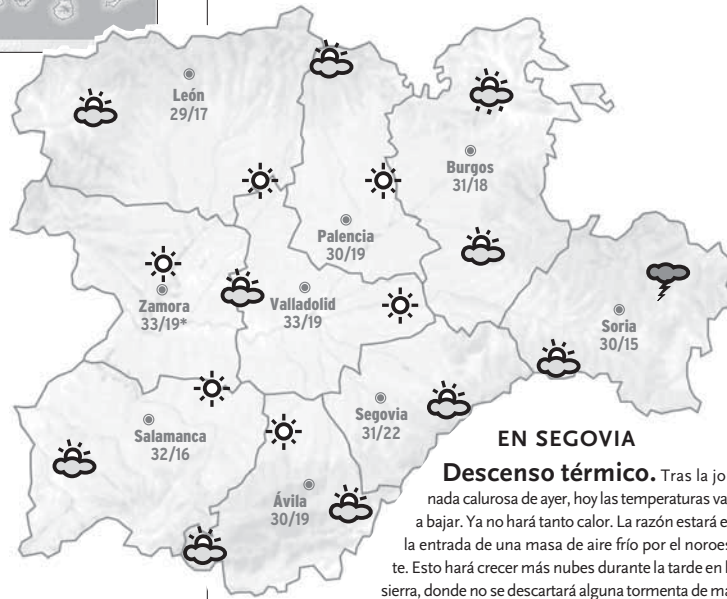 León
29/17
Burgos
31/18
Palencia
30/19
Zamora
33/19*
Valladolid
33/19
Soria
30/15
Segovia
31/22
Salamanca
32/16
Ávila
30/19
EN SEGOVIA
Descenso térmico. Tras la jo
nada calurosa de ayer, hoy las temperaturas va
a bajar. Ya no hará tanto calor. La razón estará e
la entrada de una masa de aire frío por el noroes
te. Esto hará crecer más nubes durante la tarde en l
sierra, donde no se descartará alguna tormenta de ma